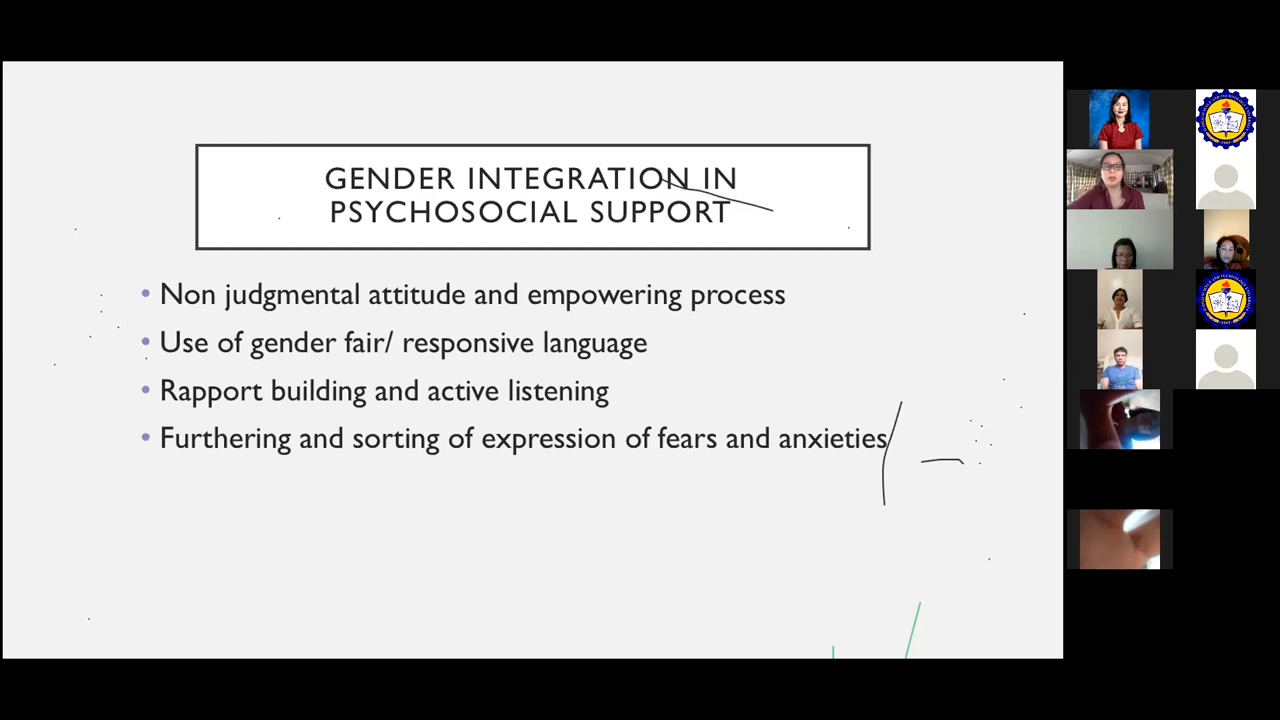 GENDER INTEGRATION IN
PSYCHOSOCIAL SUPPORT
• Non judgmental attitude and empowering process
• Use of gender fair/ responsive language
• Rapport building and active listening
• Furthering and sorting of expression of fears and anxieties